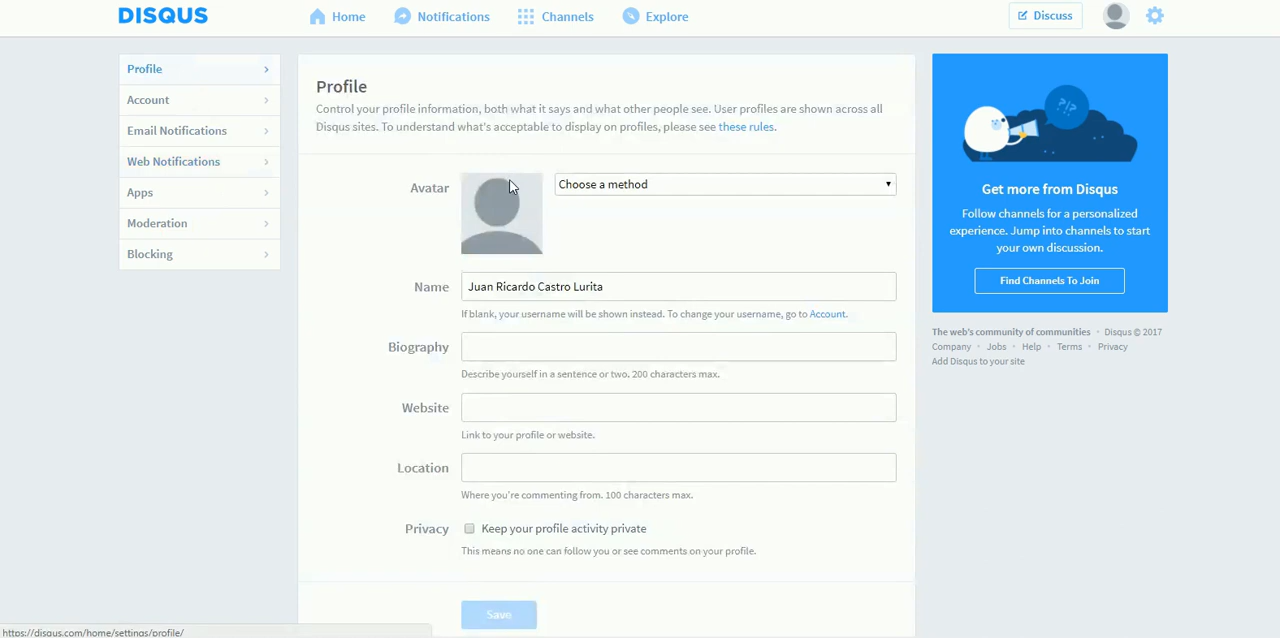 DISQUS
Home
Notifications
Channels
Explore
Discuss
Profile
Account
Email Notifications
Web Notifications
Apps
Moderation
Blocking
Profile
Control your profile information, both what it says and what other people see. User profiles are shown across all
Disqus sites. To understand what's acceptable to display on profiles, please see these rules.
Avatar
Choose a method
Name
Juan Ricardo Castro Lurita
If blank, your username will be shown instead. To change your username, go to Account.
Biography
Describe yourself in a sentence or two. 200 characters max.
Website
Link to your profile or website.
Location
Where you're commenting from. 100 characters max.
Privacy
Keep your profile activity private
This means no one can follow you or see comments on your profile.
Save
?/!
Get more from Disqus
Follow channels for a personalized
experience. Jump into channels to start
your own discussion.
Find Channels To Join
The web's community of communities • Disqus © 2017
Company • Jobs • Help • Terms • Privacy
Add Disqus to your site
https://disqus.com/home/settings/profile/